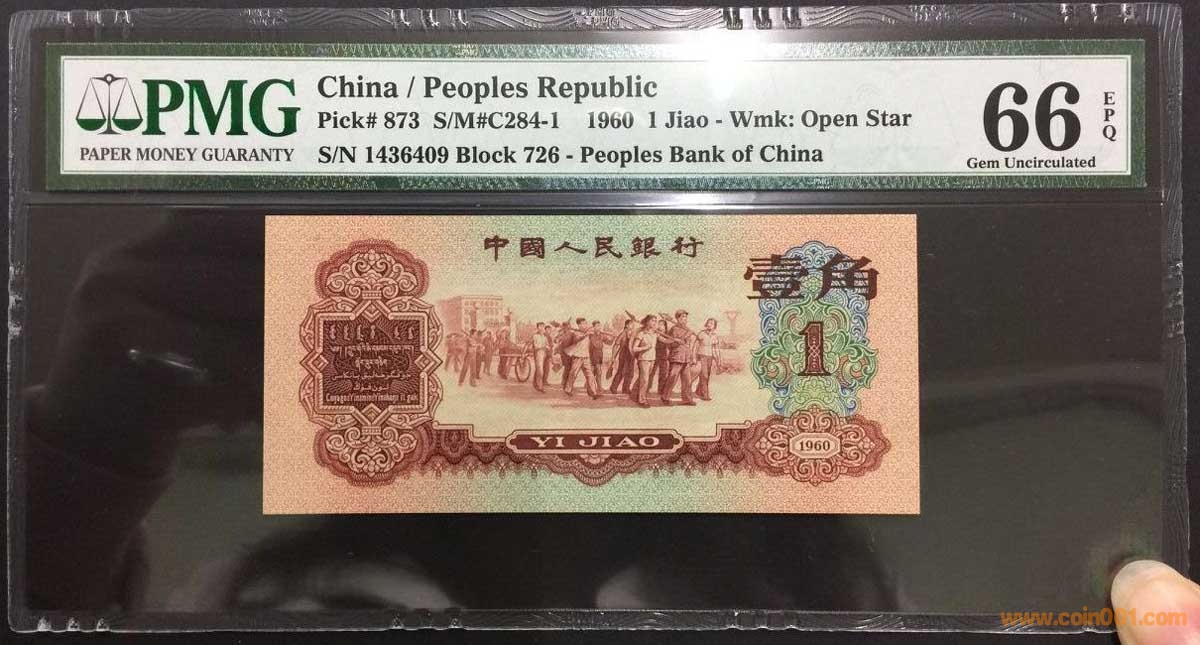 PMG
PAPER MONEY GUARANTY
China / Peoples Republic
Pick# 873 S/M#C284-1 1960 1 Jiao - Wmk: Open Star
S/N 1436409 Block 726 - Peoples Bank of China
66
EPQ
Gem Uncirculated
PMG
中國人民銀行
壹角
1
YI JIAO
1960
www.coin001.com